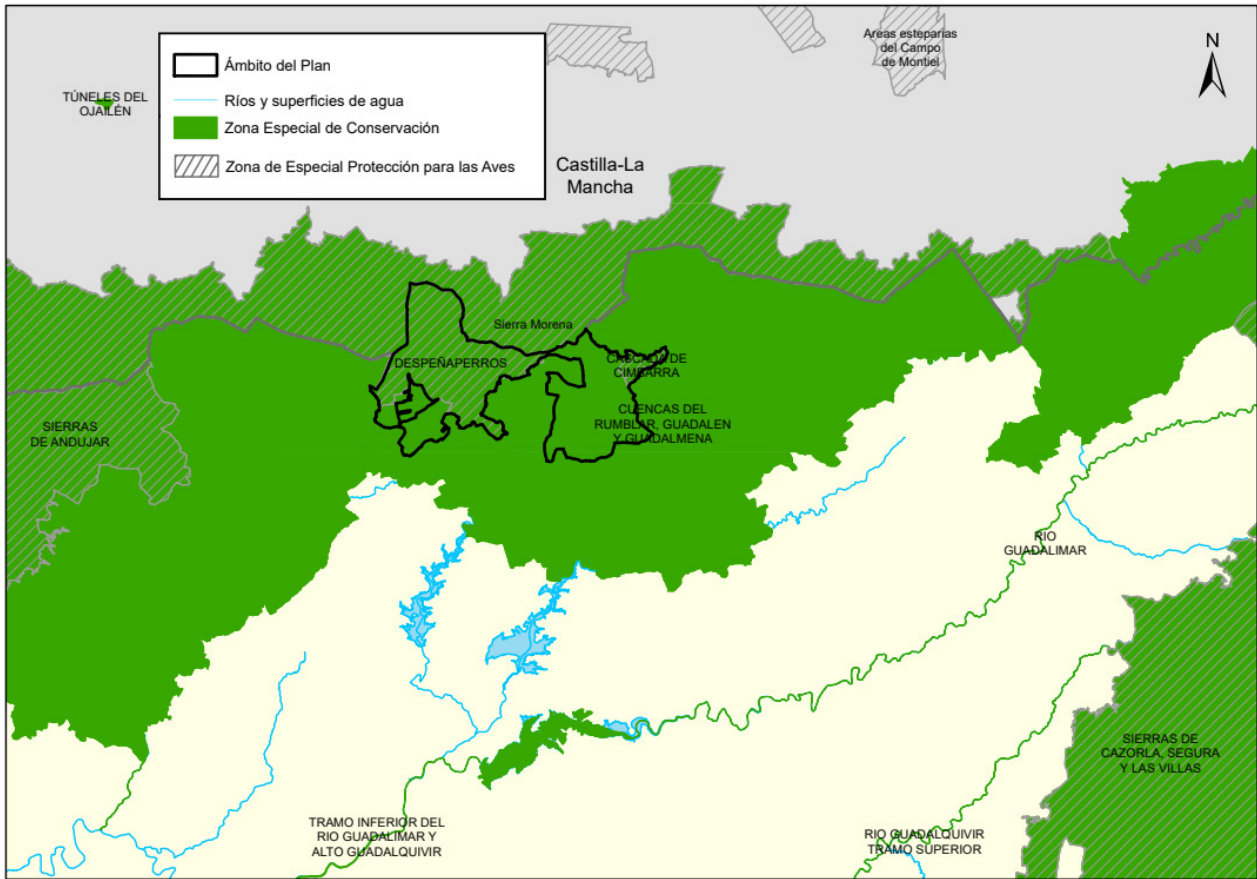 Áreas esteparias
del Campo
de Montiel
N
Ámbito del Plan
Ríos y superficies de agua
Zona Especial de Conservación
Zona de Especial Protección para las Aves
TÚNELES DEL
OJAILÉN
Castilla-La
Mancha
Sierra Morena
DESPEÑAPERROS
CASCADA DE
CIMBARRA
CUENCAS DEL
RUMBLAR, GUADALEN
Y GUADALMENA
SIERRAS
DE ANDUJAR
RIO
GUADALIMAR
SIERRAS DE
CAZORLA, SEGURA
Y LAS VILLAS
TRAMO INFERIOR DEL
RIO GUADALIMAR Y
ALTO GUADALQUIVIR
RIO GUADALQUIVIR
TRAMO SUPERIOR